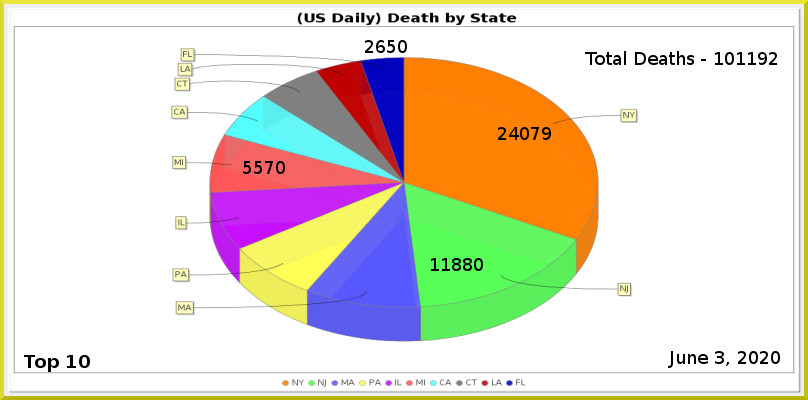 (US Daily) Death by State
2650
Total Deaths - 101192
FL
LA
CT
CA
NY
24079
MI
5570
IL
11880
PA
NJ
MA
Top 10
June 3, 2020
NY NJ MA PA IL MI CA CT LA FL